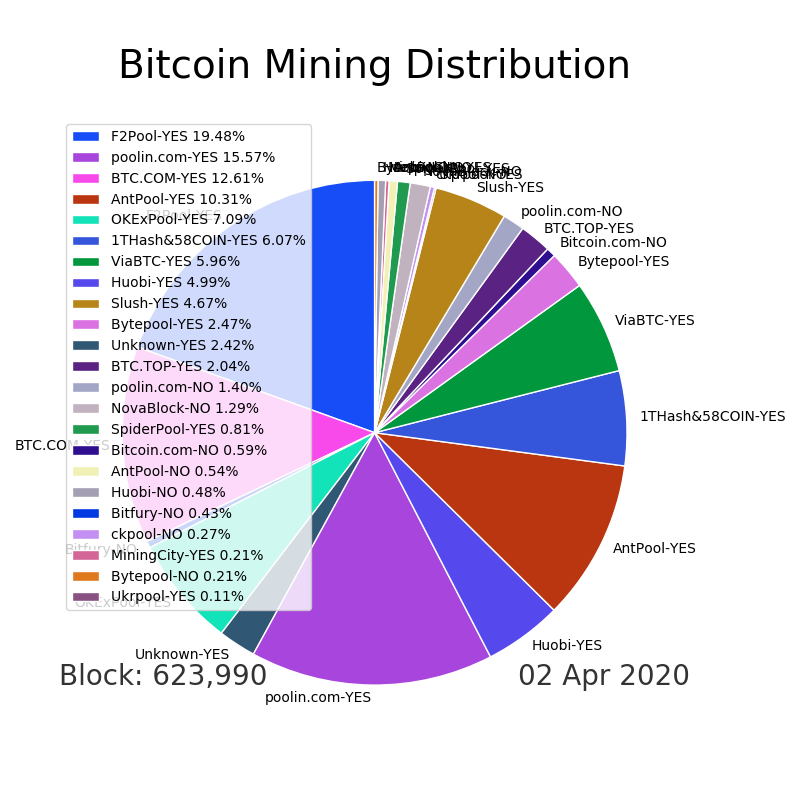 Bitcoin Mining Distribution
F2Pool-YES 19.48%
poolin.com-YES 15.57%
BTC.COM-YES 12.61%
AntPool-YES 10.31%
OKExPool-YES 7.09%
1THash&58COIN-YES 6.07%
ViaBTC-YES 5.96%
Huobi-YES 4.99%
Slush-YES 4.67%
Bytepool-YES 2.47%
Unknown-YES 2.42%
BTC.TOP-YES 2.04%
poolin.com-NO 1.40%
NovaBlock-NO 1.29%
SpiderPool-YES 0.81%
Bitcoin.com-NO 0.59%
AntPool-NO 0.54%
Huobi-NO 0.48%
Bitfury-NO 0.43%
ckpool-NO 0.27%
MiningCity-YES 0.21%
Bytepool-NO 0.21%
Ukrpool-YES 0.11%
Slush-YES
poolin.com-NO
BTC.TOP-YES
Bitcoin.com-NO
Bytepool-YES
ViaBTC-YES
1THash&58COIN-YES
AntPool-YES
Huobi-YES
poolin.com-YES
Unknown-YES
OKExPool-YES
Bitfury-NO
BTC.COM-YES
F2Pool-YES
Block: 623,990
02 Apr 2020